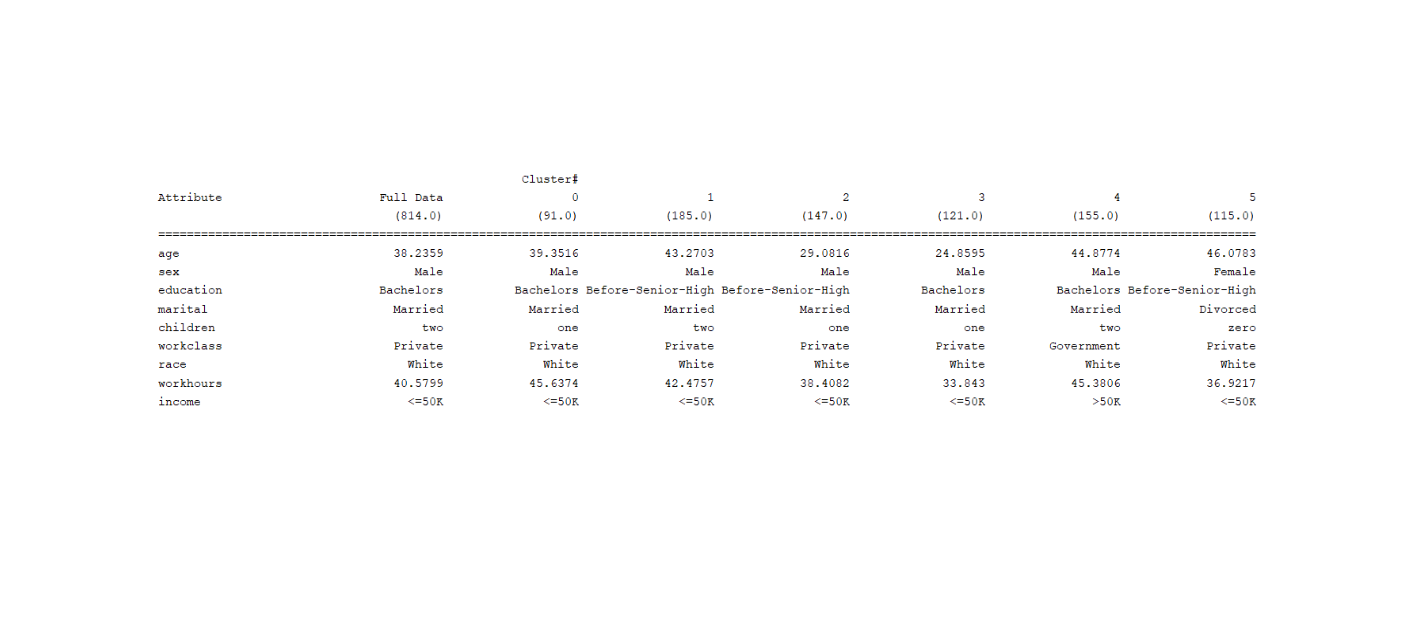 Cluster#
Attribute Full Data 0 1 2 3 4 5
(814.0) (91.0) (185.0) (147.0) (121.0) (155.0) (115.0)
==========================================================================================================================================================
age 38.2359 39.3516 43.2703 29.0816 24.8595 44.8774 46.0783
sex Male Male Male Male Male Male Female
education Bachelors Bachelors Before-Senior-High Before-Senior-High Bachelors Bachelors Before-Senior-High
marital Married Married Married Married Married Married Divorced
children two one two one one two zero
workclass Private Private Private Private Private Government Private
race White White White White White White White
workhours 40.5799 45.6374 42.4757 38.4082 33.843 45.3806 36.9217
income <=50K <=50K <=50K <=50K <=50K >50K <=50K